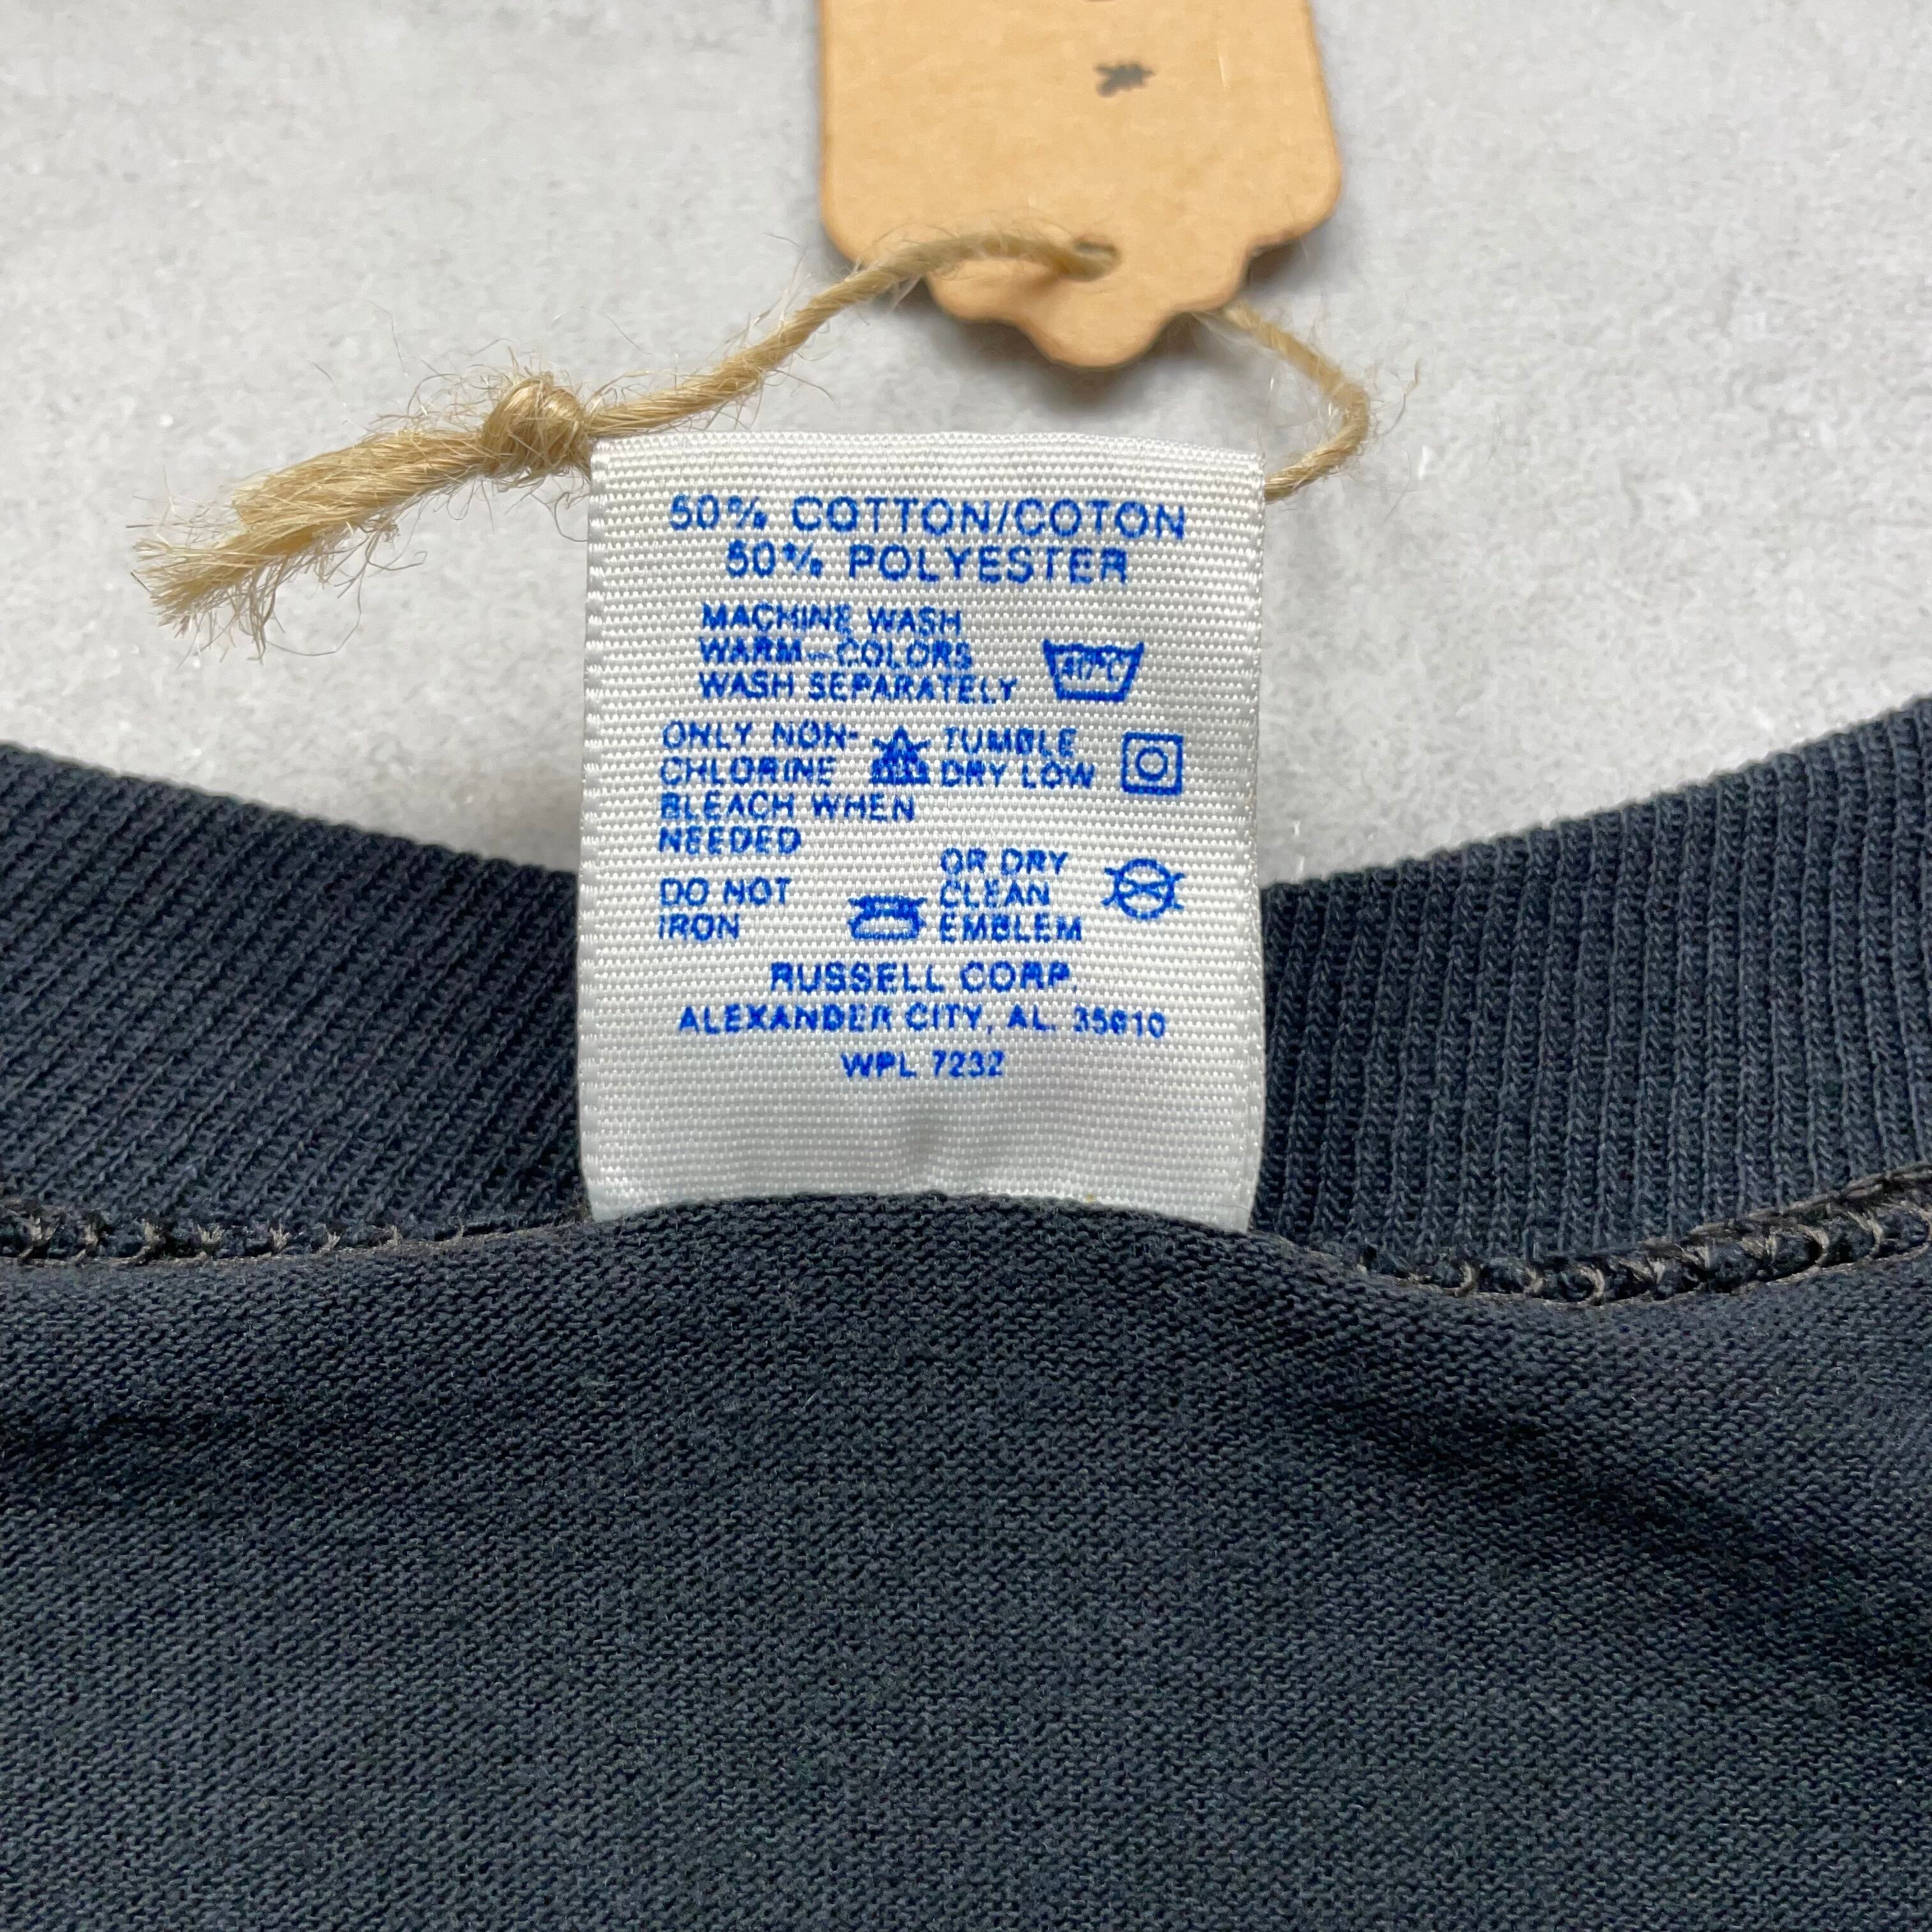 50% COTTON/COTON
50% POLYESTER
MACHINE WASH
WARM-COLORS
WASH SEPARATELY
40°C
ONLY NON-
CHLORINE
BLEACH WHEN
NEEDED
TUMBLE
DRY LOW
DO NOT
IRON
OR DRY
CLEAN
EMBLEM
RUSSELL CORP
ALEXANDER CITY, AL. 35010
WPL 7232